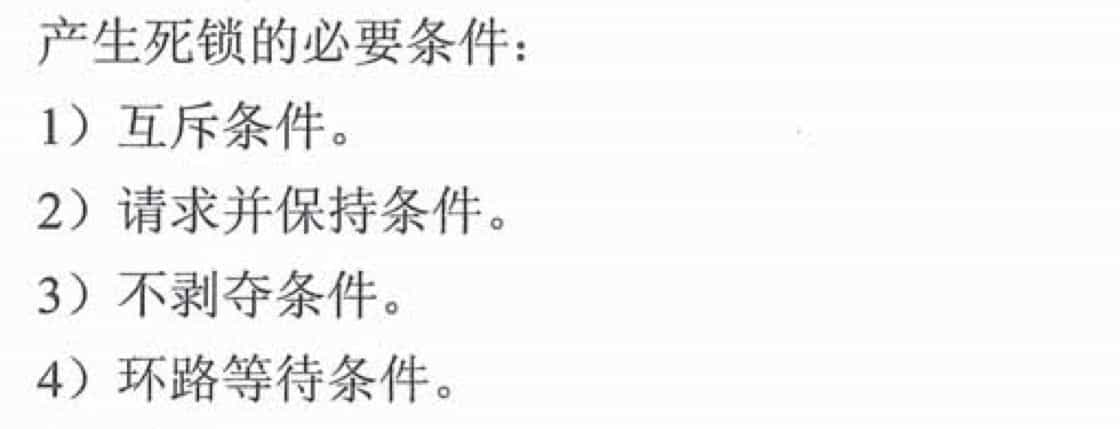 产生死锁的必要条件：
1）互斥条件。
2）请求并保持条件。
3）不剥夺条件。
4）环路等待条件。